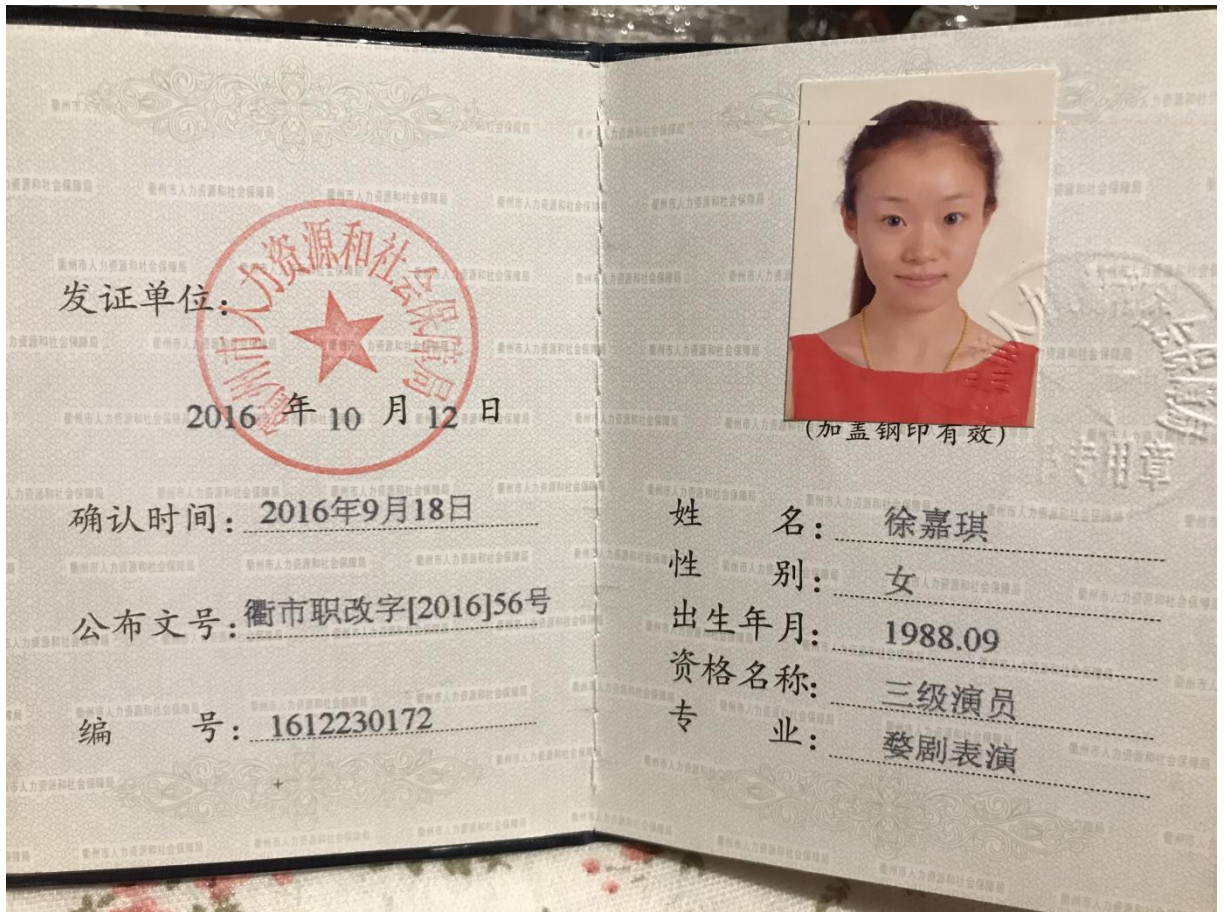 衢州市人力资源和社会保障局
发证单位：
2016 年 10 月 12 日
确认时间：2016年9月18日
公布文号：衢市职改字[2016]56号
编 号：1612230172
(加盖钢印有效)
姓 名：徐嘉琪
性 别：女
出生年月：1988.09
资格名称：三级演员
专 业：婺剧表演